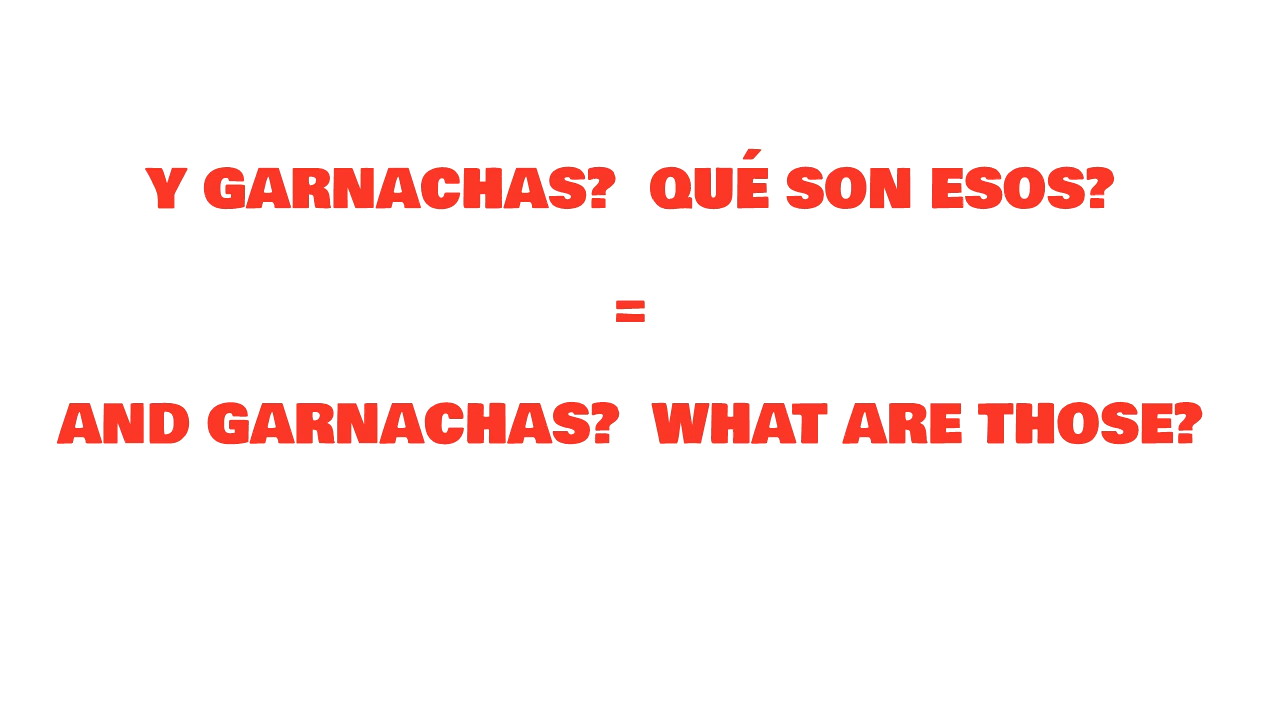 Y GARNACHAS? QUÉ SON ESOS?
=
AND GARNACHAS? WHAT ARE THOSE?